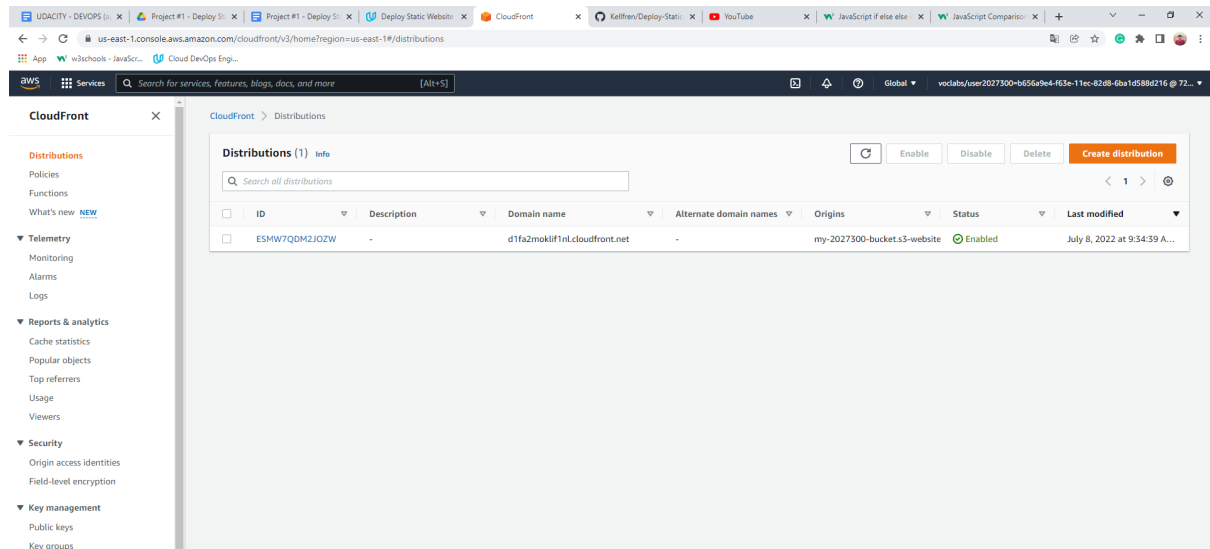 UDACITY - DEVOPS (a
Project #1 - Deploy St
Project #1 - Deploy St
Deploy Static Website
CloudFront
Kellfren/Deploy-Static
YouTube
JavaScript if else else i
JavaScript Comparison
us-east-1.console.aws.amazon.com/cloudfront/v3/home?region=us-east-1#/distributions
App w3schools - JavaScr... Cloud DevOps Engi...
aws Services Search for services, features, blogs, docs, and more [Alt+S] Global voclabs/user2027300=b656a9e4-f63e-11ec-82d8-6ba1d588d216 @ 72...
CloudFront
Distributions
Policies
Functions
What's new NEW
Telemetry
Monitoring
Alarms
Logs
Reports & analytics
Cache statistics
Popular objects
Top referrers
Usage
Viewers
Security
Origin access identities
Field-level encryption
Key management
Public keys
Key groups
CloudFront > Distributions
Distributions (1) Info Enable Disable Delete Create distribution
Search all distributions 1
ID Description Domain name Alternate domain names Origins Status Last modified
ESMW7QDM2JOZW - d1fa2moklif1nl.cloudfront.net - my-2027300-bucket.s3-website Enabled July 8, 2022 at 9:34:39 A...